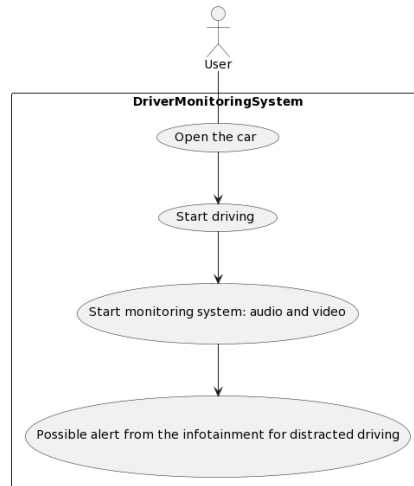 User
DriverMonitoringSystem
Open the car
Start driving
Start monitoring system: audio and video
Possible alert from the infotainment for distracted driving